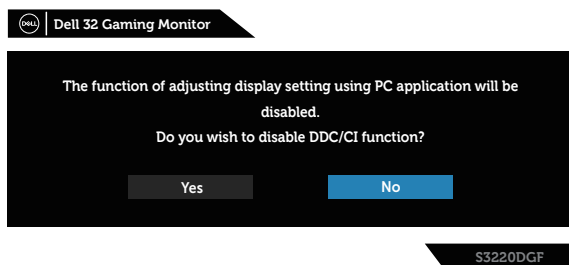 DELL
Dell 32 Gaming Monitor
The function of adjusting display setting using PC application will be
disabled.
Do you wish to disable DDC/CI function?
Yes
No
S3220DGF